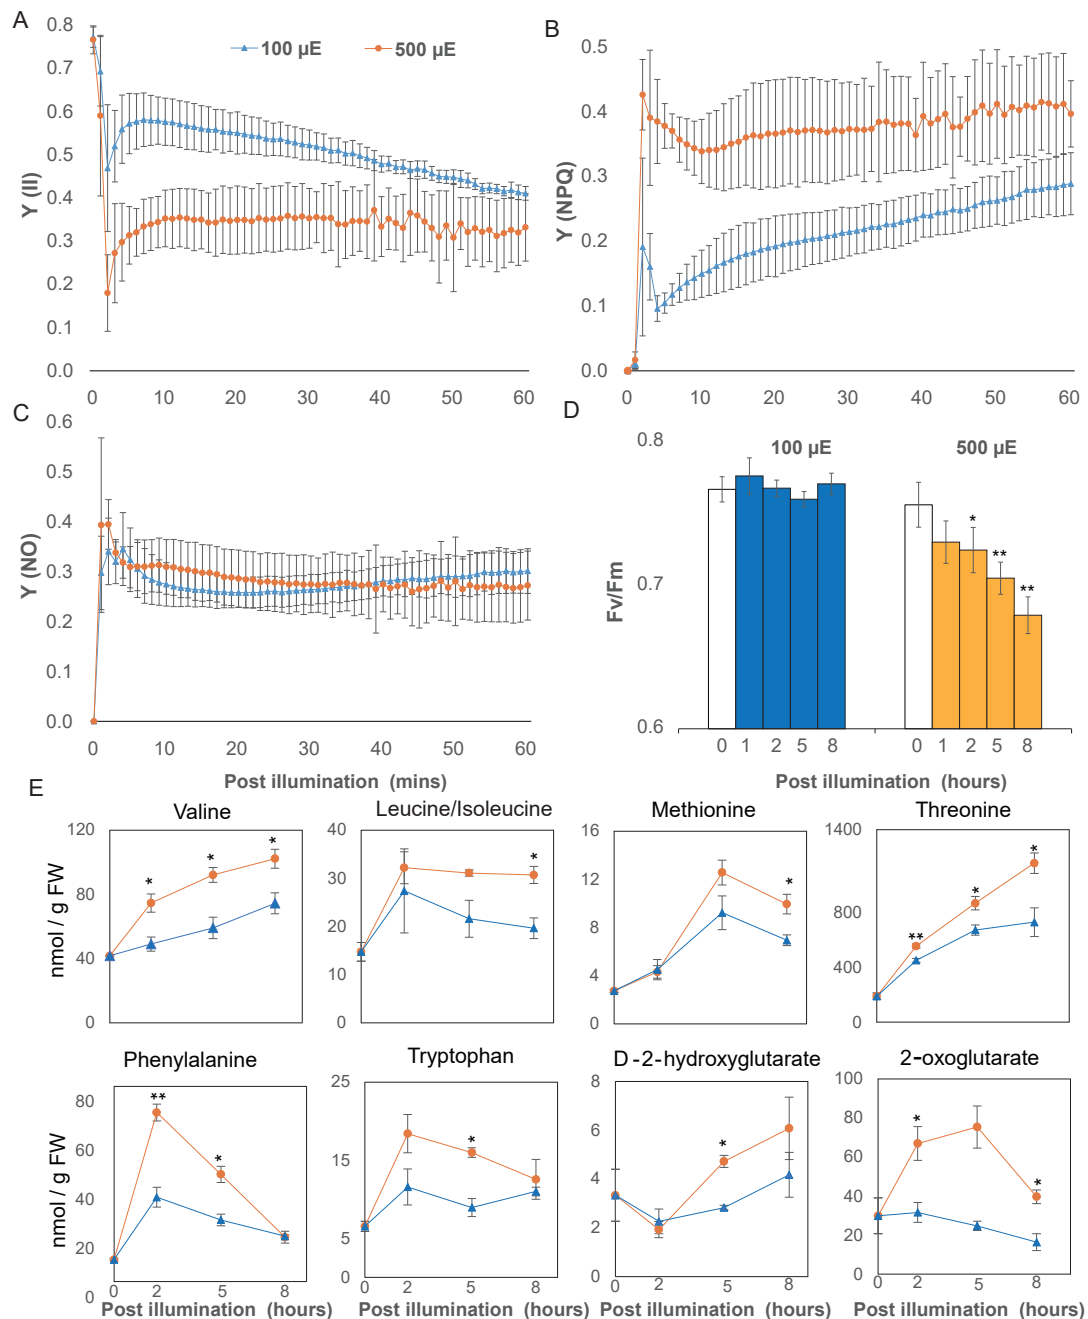 A
0.8
0.7
0.6
0.5
0.4
0.3
0.2
0.1
0.0
Y (II)
100 µE
500 µE
0 10 20 30 40 50 60
B
0.5
0.4
0.3
0.2
0.1
0.0
Y (NPQ)
0 10 20 30 40 50 60
C
0.6
0.5
0.4
0.3
0.2
0.1
0.0
Y (NO)
0 10 20 30 40 50 60
Post illumination (mins)
D
0.8
0.7
0.6
Fv/Fm
100 µE
500 µE
* ** **
0 1 2 5 8
0 1 2 5 8
Post illumination (hours)
E
Valine
120
80
40
0
nmol / g FW
* * *
Leucine/Isoleucine
40
30
20
10
0
*
Methionine
16
12
8
4
0
*
Threonine
1400
800
400
0
** * *
Phenylalanine
80
60
40
20
0
nmol / g FW
** *
0 2 5 8
Post illumination (hours)
Tryptophan
25
15
5
0
*
0 2 5 8
Post illumination (hours)
D-2-hydroxyglutarate
8
6
4
2
0
*
0 2 5 8
Post illumination (hours)
2-oxoglutarate
100
80
60
40
20
0
* *
0 2 5 8
Post illumination (hours)